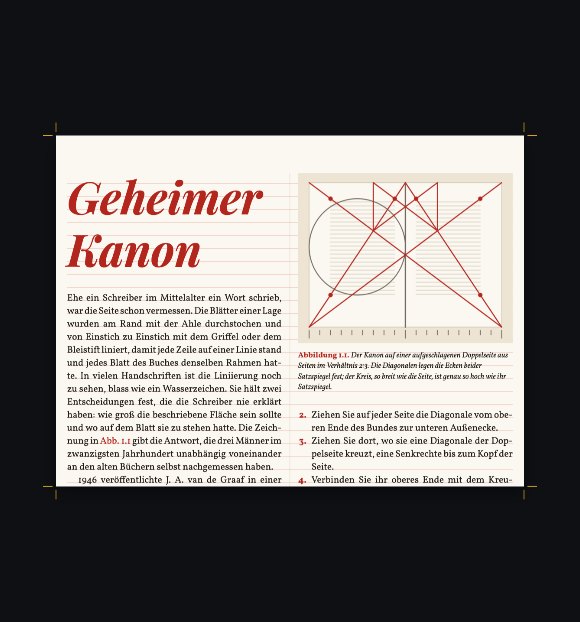 Geheimer
Kanon
Ehe ein Schreiber im Mittelalter ein Wort schrieb,
war die Seite schon vermessen. Die Blätter einer Lage
wurden am Rand mit der Ahle durchstochen und
von Einstich zu Einstich mit dem Griffel oder dem
Bleistift liniert, damit jede Zeile auf einer Linie stand
und jedes Blatt des Buches denselben Rahmen hat-
te. In vielen Handschriften ist die Liniierung noch
zu sehen, blass wie ein Wasserzeichen. Sie hält zwei
Entscheidungen fest, die die Schreiber nie erklärt
haben: wie groß die beschriebene Fläche sein sollte
und wo auf dem Blatt sie zu stehen hatte. Die Zeich-
nung in Abb. 1.1 gibt die Antwort, die drei Männer im
zwanzigsten Jahrhundert unabhängig voneinander
an den alten Büchern selbst nachgemessen haben.
1946 veröffentlichte J. A. van de Graaf in einer
Abbildung 1.1. Der Kanon auf einer aufgeschlagenen Doppelseite aus
Seiten im Verhältnis 2:3. Die Diagonalen legen die Ecken beider
Satzspiegel fest; der Kreis, so breit wie die Seite, ist genau so hoch wie ihr
Satzspiegel.
2. Ziehen Sie auf jeder Seite die Diagonale vom obe-
ren Ende des Bundes zur unteren Außenecke.
3. Ziehen Sie dort, wo sie eine Diagonale der Dop-
pelseite kreuzt, eine Senkrechte bis zum Kopf der
Seite.
4. Verbinden Sie ihr oberes Ende mit dem Kreu-